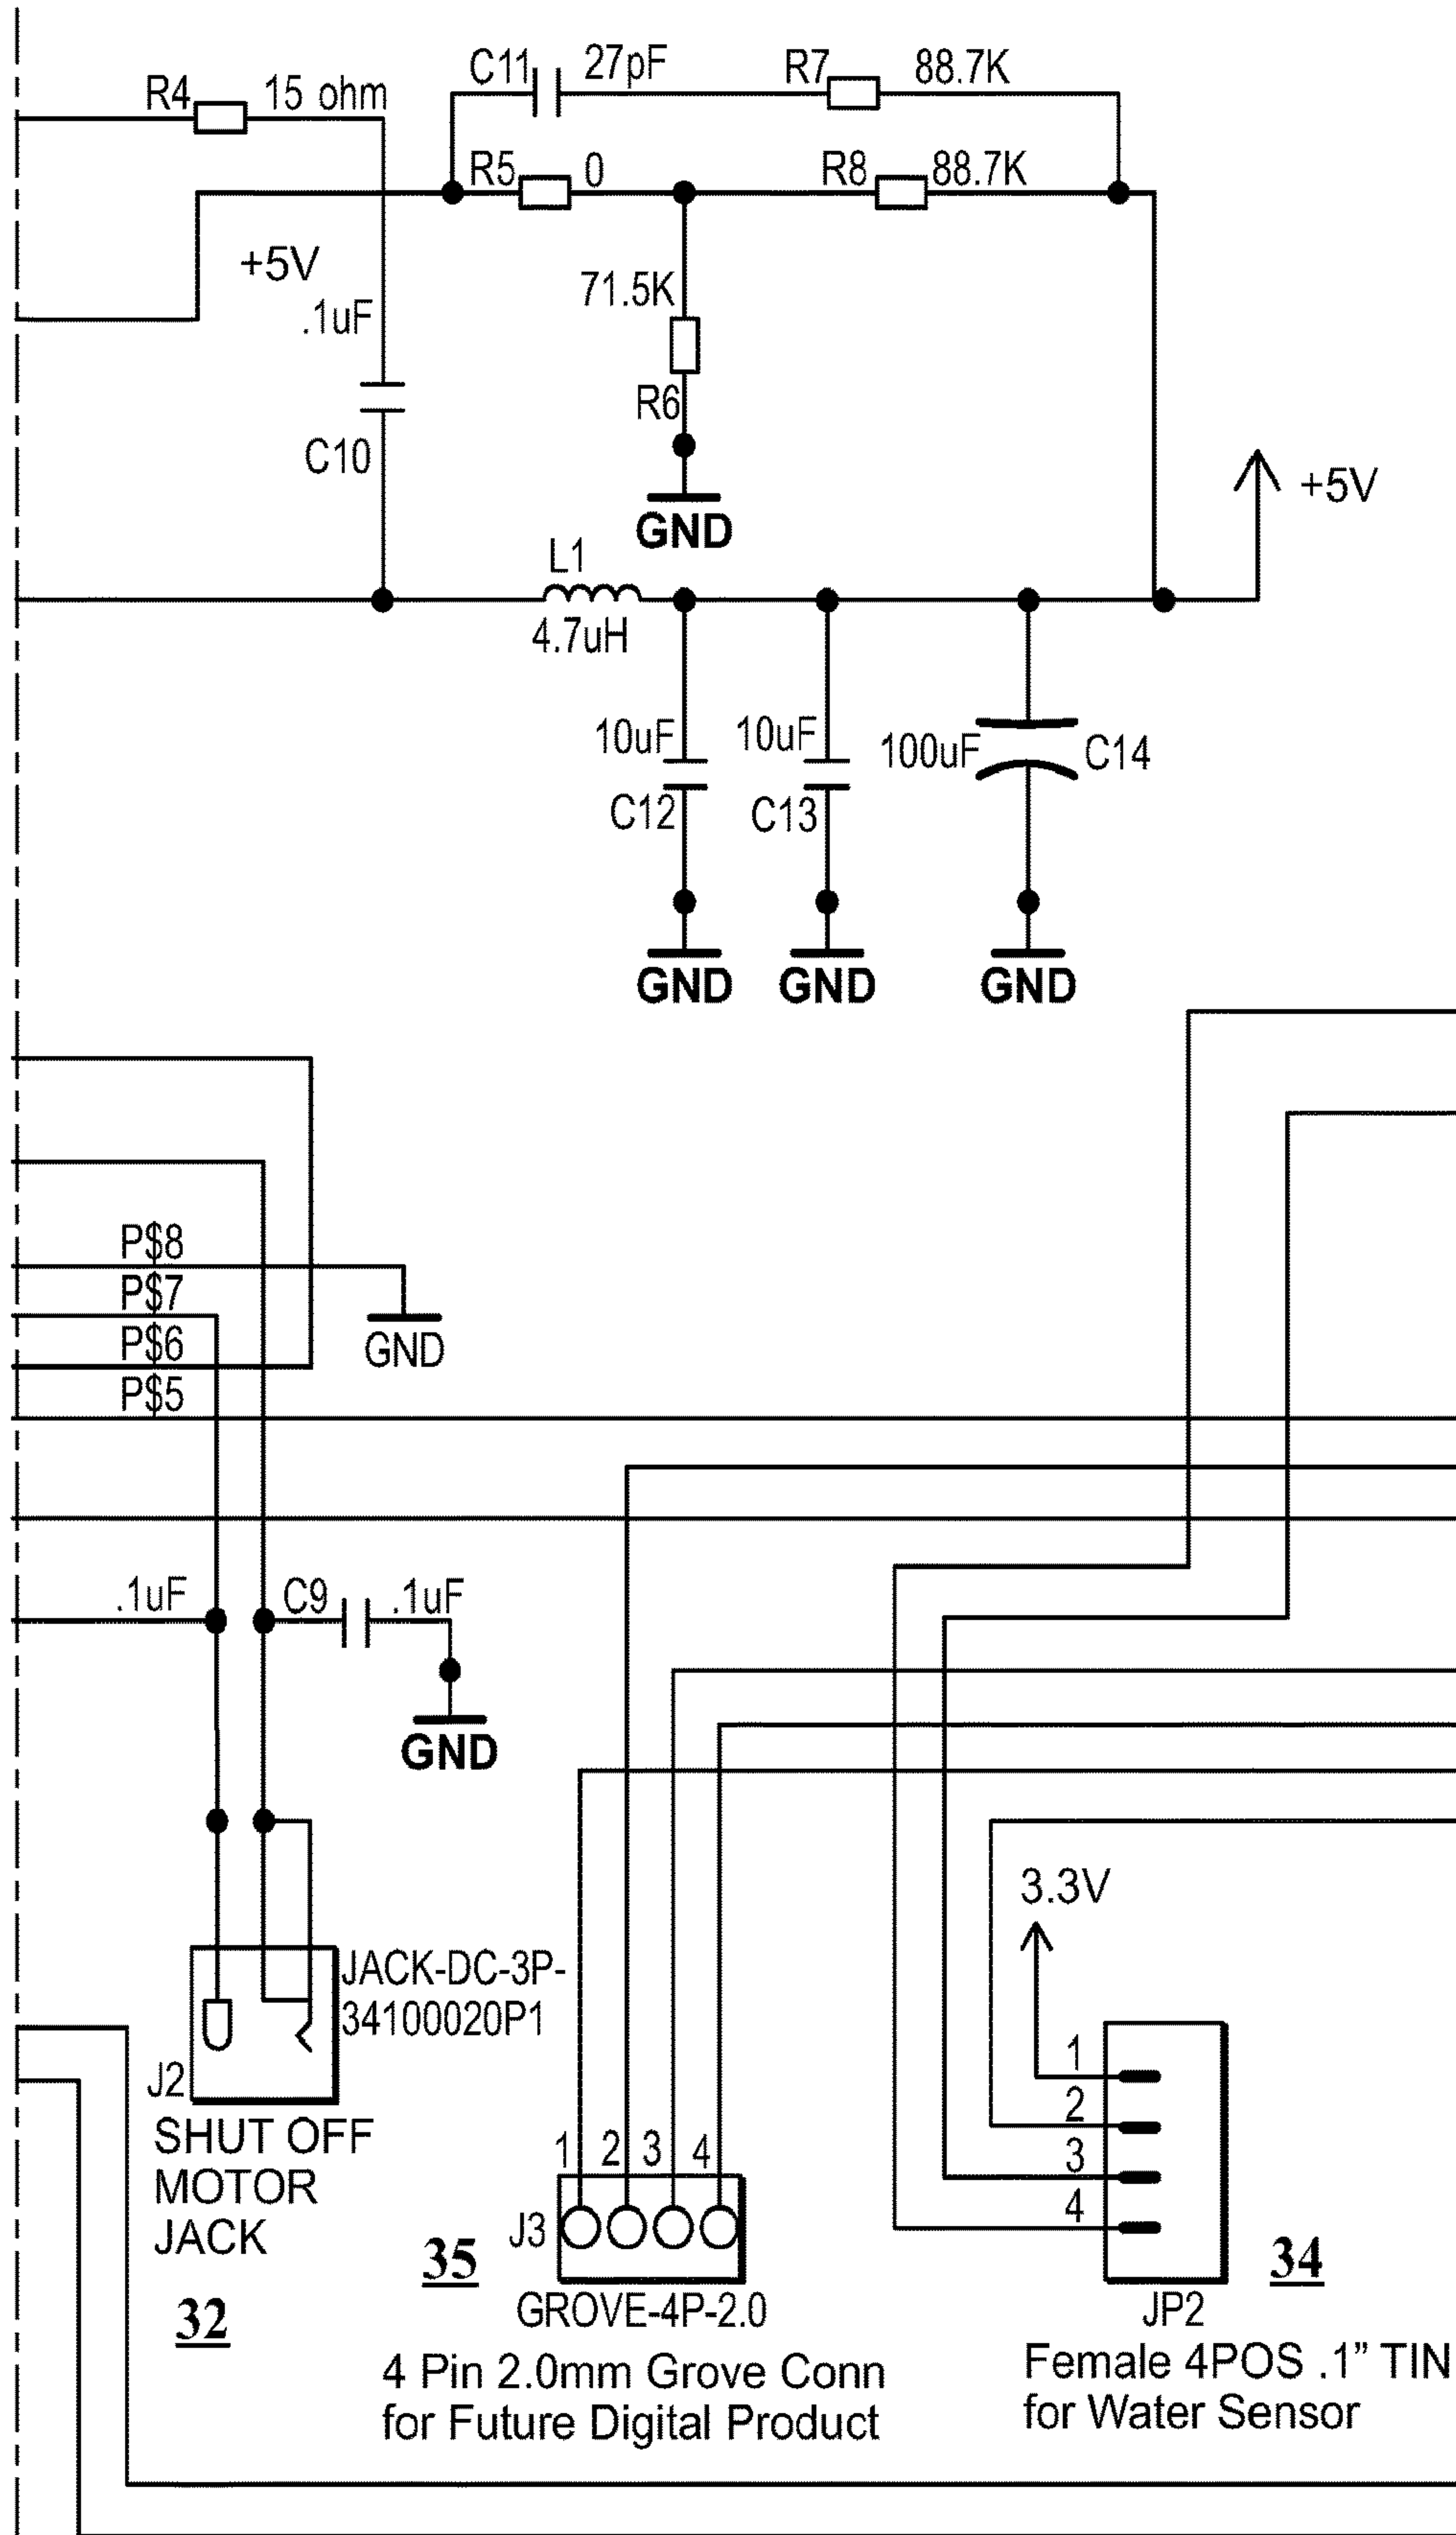 C11 27pF R7 88.7K
R4 15 ohm
R5 0 R8 88.7K
+5V
71.5K
.1uF
R6
C10
+5V
GND
L1
4.7uH
10uF 10uF 100uF C14
C12 C13
GND GND GND
P$8
P$7
P$6 GND
P$5
.1uF C9 .1uF
GND
3.3V
JACK-DC-3P-
34100020P1
J2
SHUT OFF
MOTOR
JACK
32
1
2
3
4
1 2 3 4
35 J3
GROVE-4P-2.0
4 Pin 2.0mm Grove Conn
for Future Digital Product
34
JP2
Female 4POS .1” TIN
for Water Sensor